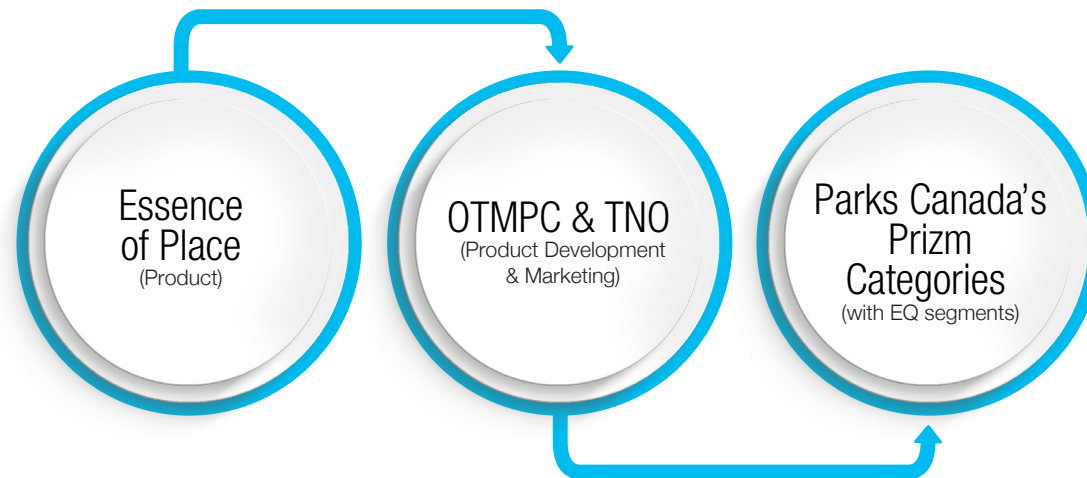 Essence
of Place
(Product)
OTMPC & TNO
(Product Development
& Marketing)
Parks Canada’s
Prizm
Categories
(with EQ segments)